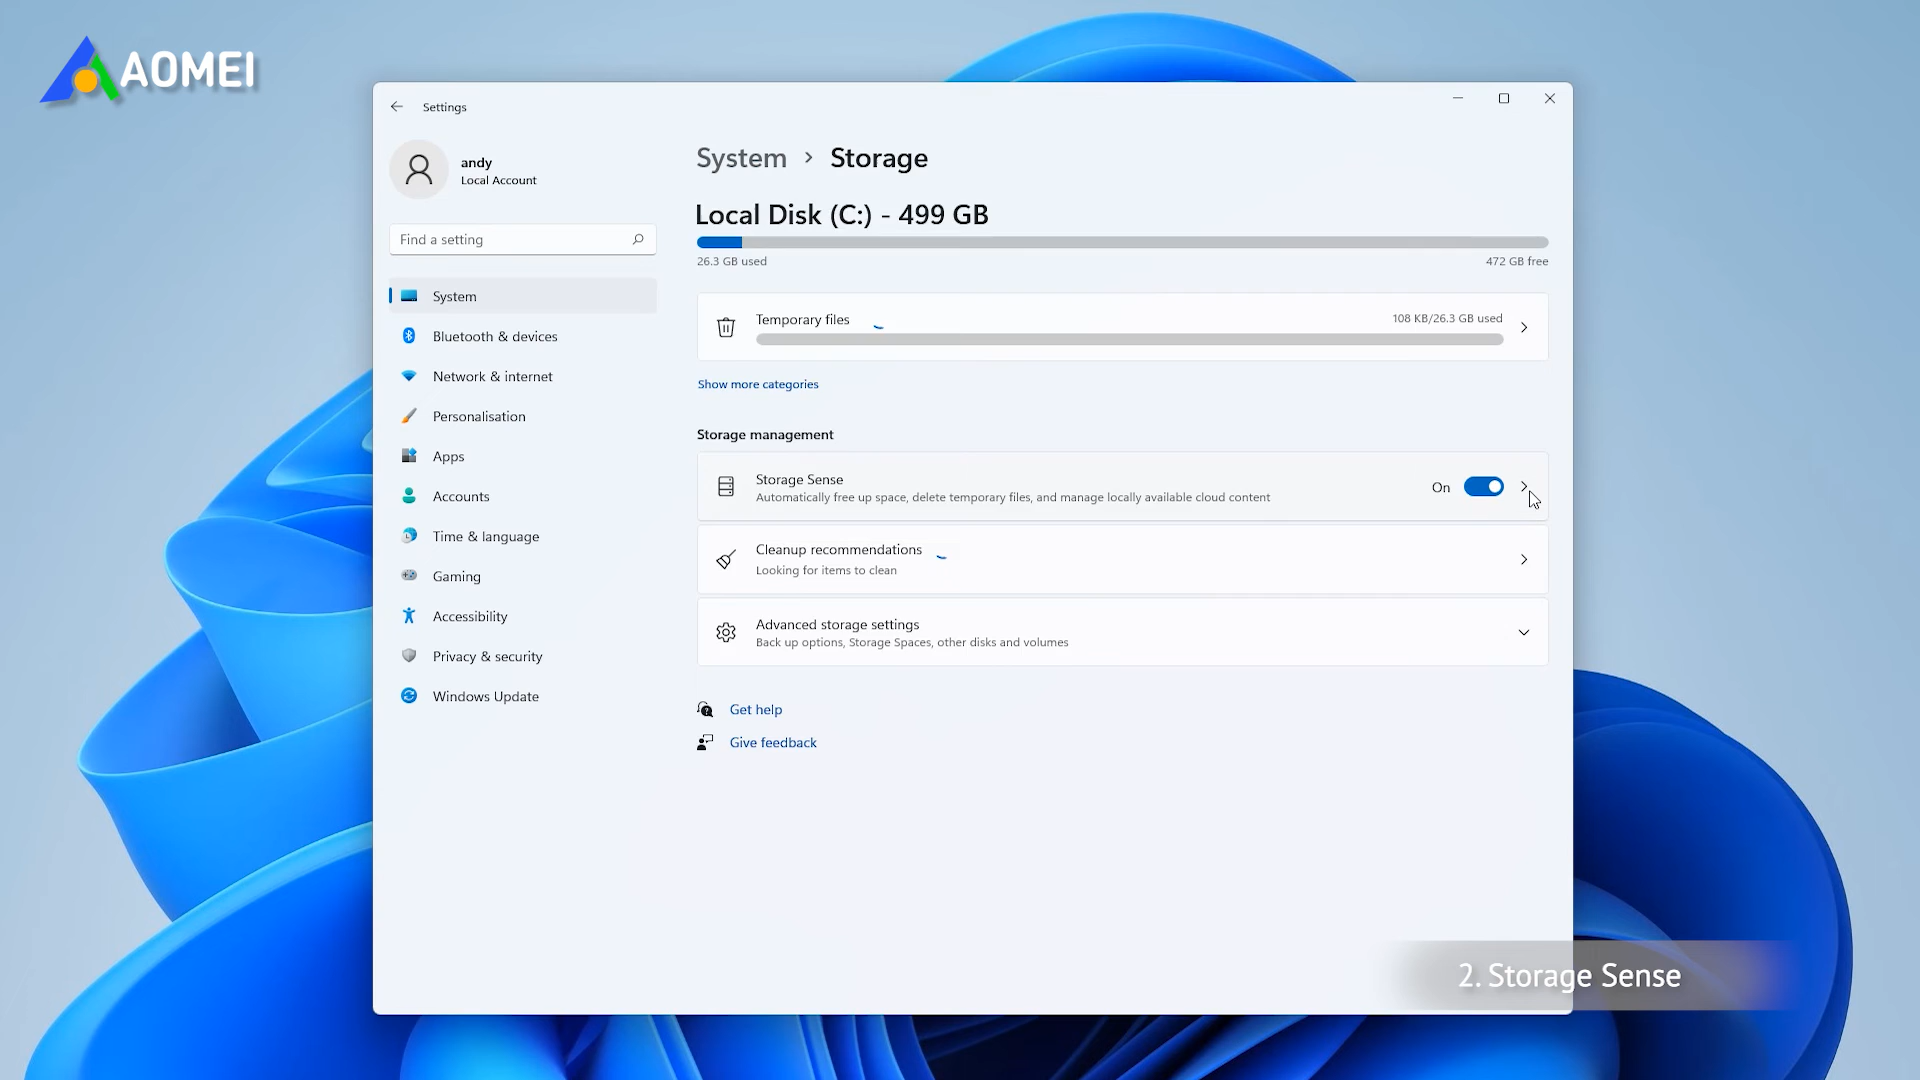 AOMEI
Settings
andy
Local Account
Find a setting
System
Bluetooth & devices
Network & internet
Personalisation
Apps
Accounts
Time & language
Gaming
Accessibility
Privacy & security
Windows Update
System › Storage
Local Disk (C:) - 499 GB
26.3 GB used 472 GB free
Temporary files 108 KB/26.3 GB used
Show more categories
Storage management
Storage Sense
Automatically free up space, delete temporary files, and manage locally available cloud content
On
Cleanup recommendations
Looking for items to clean
Advanced storage settings
Back up options, Storage Spaces, other disks and volumes
Get help
Give feedback
2. Storage Sense